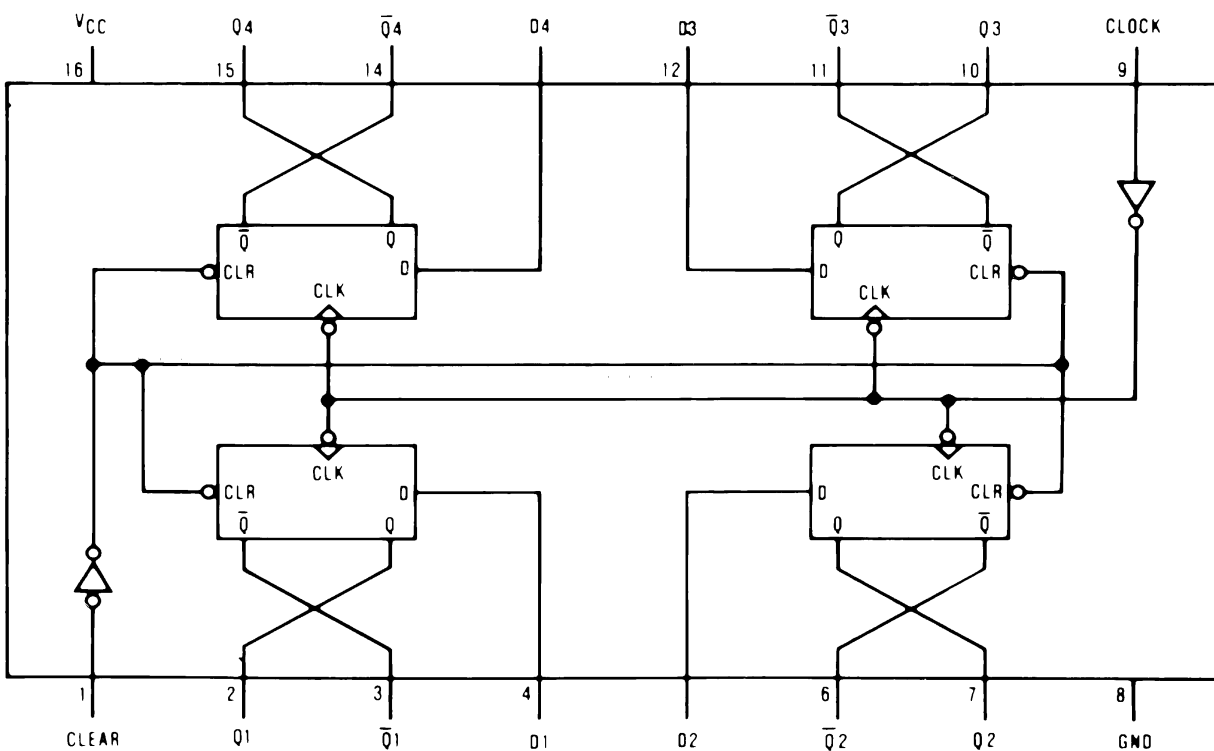 VCC Q4 Q̅4 D4 D3 Q̅3 Q3 CLOCK
16 15 14 12 11 10 9
Q̅ Q Q Q̅
CLR D D CLR
CLK CLK
CLK CLK
CLR D D CLR
Q̅ Q Q Q̅
1 2 3 4 6 7 8
CLEAR Q1 Q̅1 D1 D2 Q̅2 Q2 GND